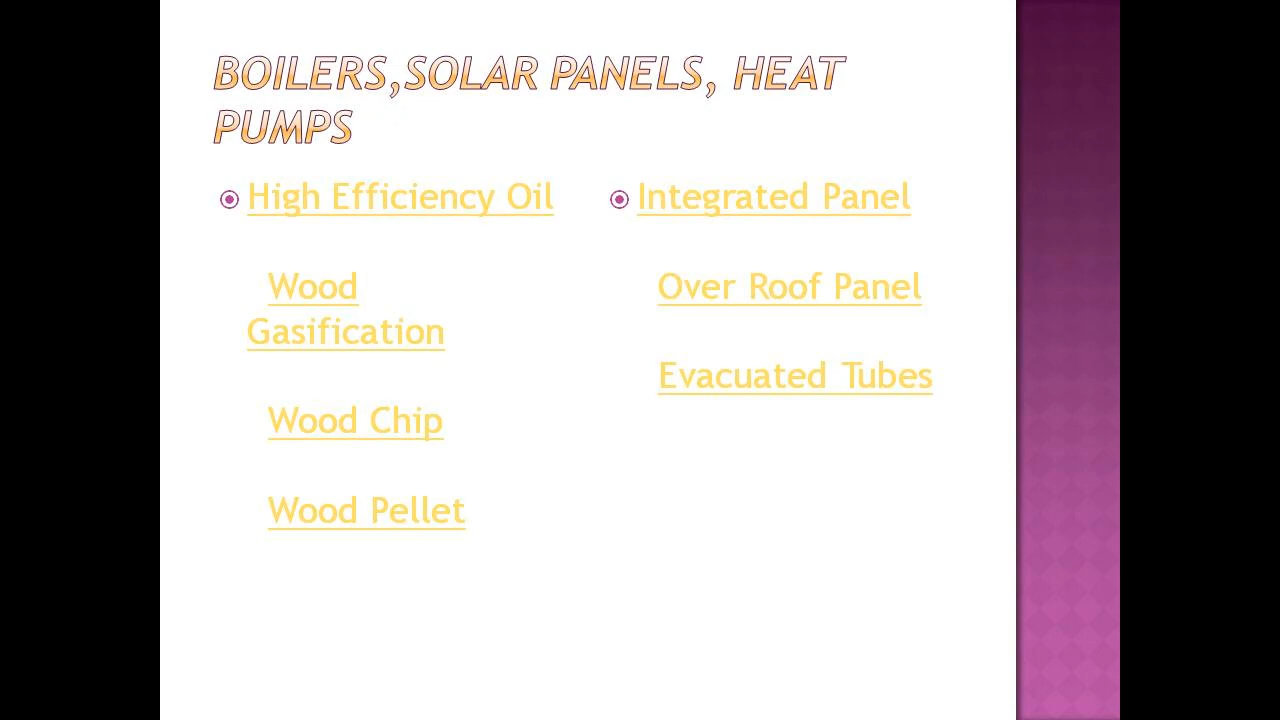 BOILERS,SOLAR PANELS, HEAT
PUMPS
High Efficiency Oil
Wood
Gasification
Wood Chip
Wood Pellet
Integrated Panel
Over Roof Panel
Evacuated Tubes